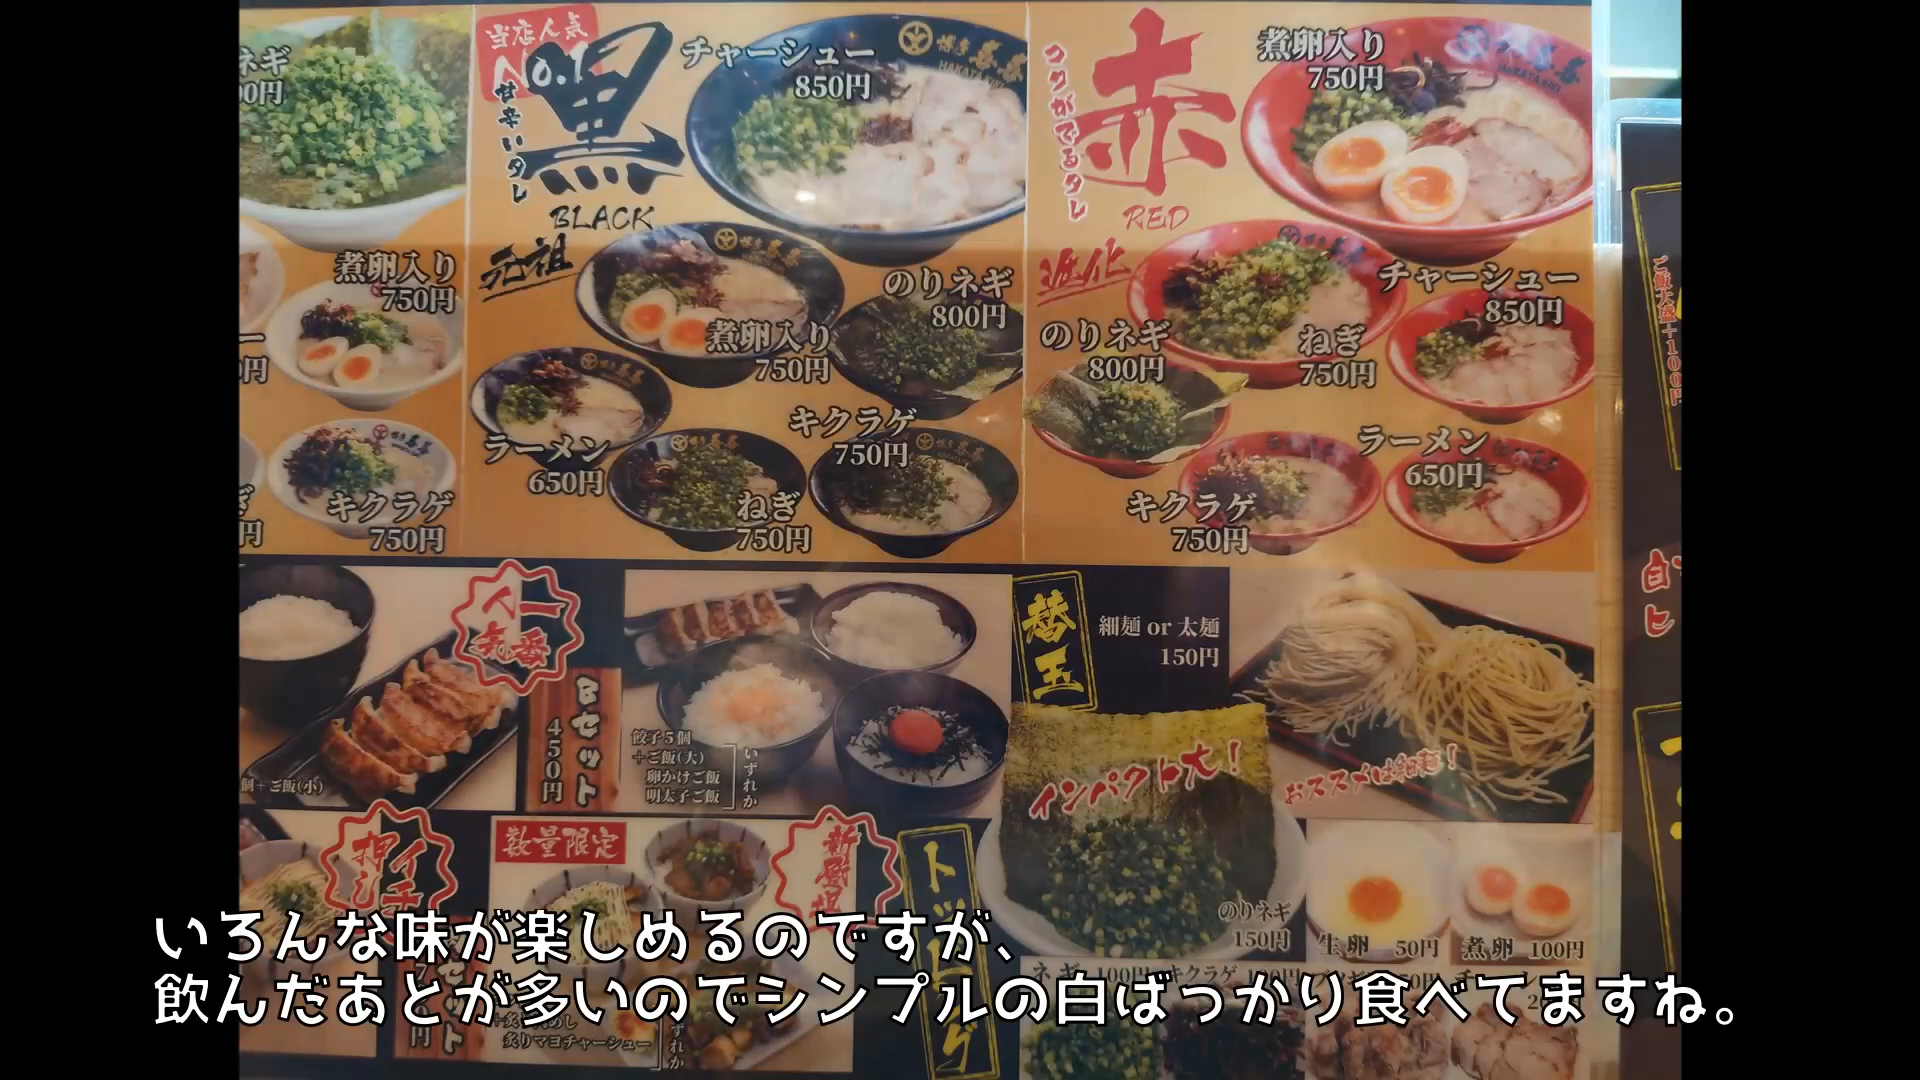 ネギ
00円
煮卵入り
750円
円
円
キクラゲ
750円
当店人気
No.1
甘辛いタレ
黒
BLACK
元祖
チャーシュー
850円
博多 喜喜
のりネギ
800円
煮卵入り
750円
ラーメン
650円
キクラゲ
750円
ねぎ
750円
コクがでるタレ
赤
RED
進化
煮卵入り
750円
チャーシュー
850円
のりネギ
800円
ねぎ
750円
ラーメン
650円
キクラゲ
750円
ご飯大盛+100円
人気一番
Bセット
450円
個+ご飯(小)
餃子5個
+ご飯(大)
卵かけご飯
明太子ご飯
いずれか
替玉
細麺 or 太麺
150円
インパクト大!
おススメは細麺!
イチ押し
数量限定
トッピング
のりネギ
150円
生卵 50円
煮卵 100円
炙りマヨチャーシュー
いろんな味が楽しめるのですが、
飲んだあとが多いのでシンプルの白ばっかり食べてますね。